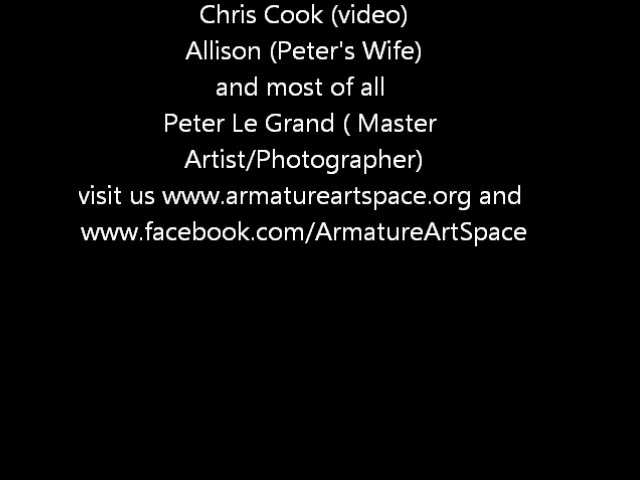 Chris Cook (video)
Allison (Peter's Wife)
and most of all
Peter Le Grand ( Master
Artist/Photographer)
visit us www.armatureartspace.org and
www.facebook.com/ArmatureArtSpace